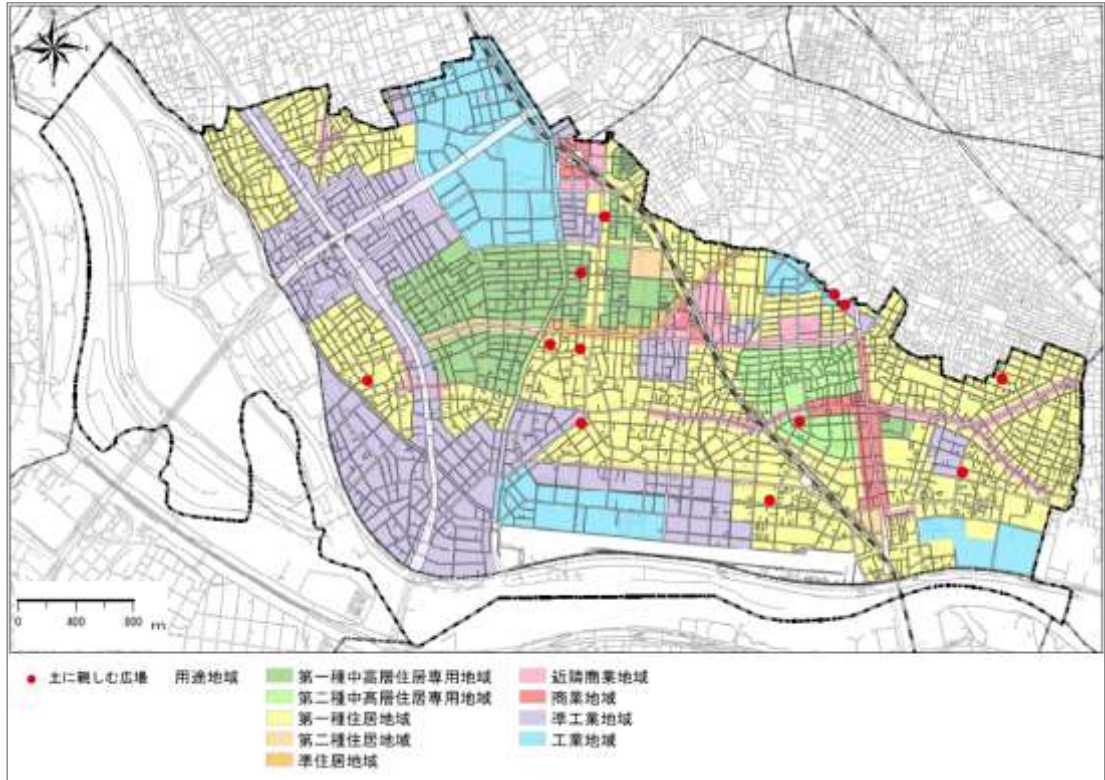 0 400 800 m
土に親しむ広場 用途地域
第一種中高層住居専用地域
第二種中高層住居専用地域
第一種住居地域
第二種住居地域
準住居地域
近隣商業地域
商業地域
準工業地域
工業地域